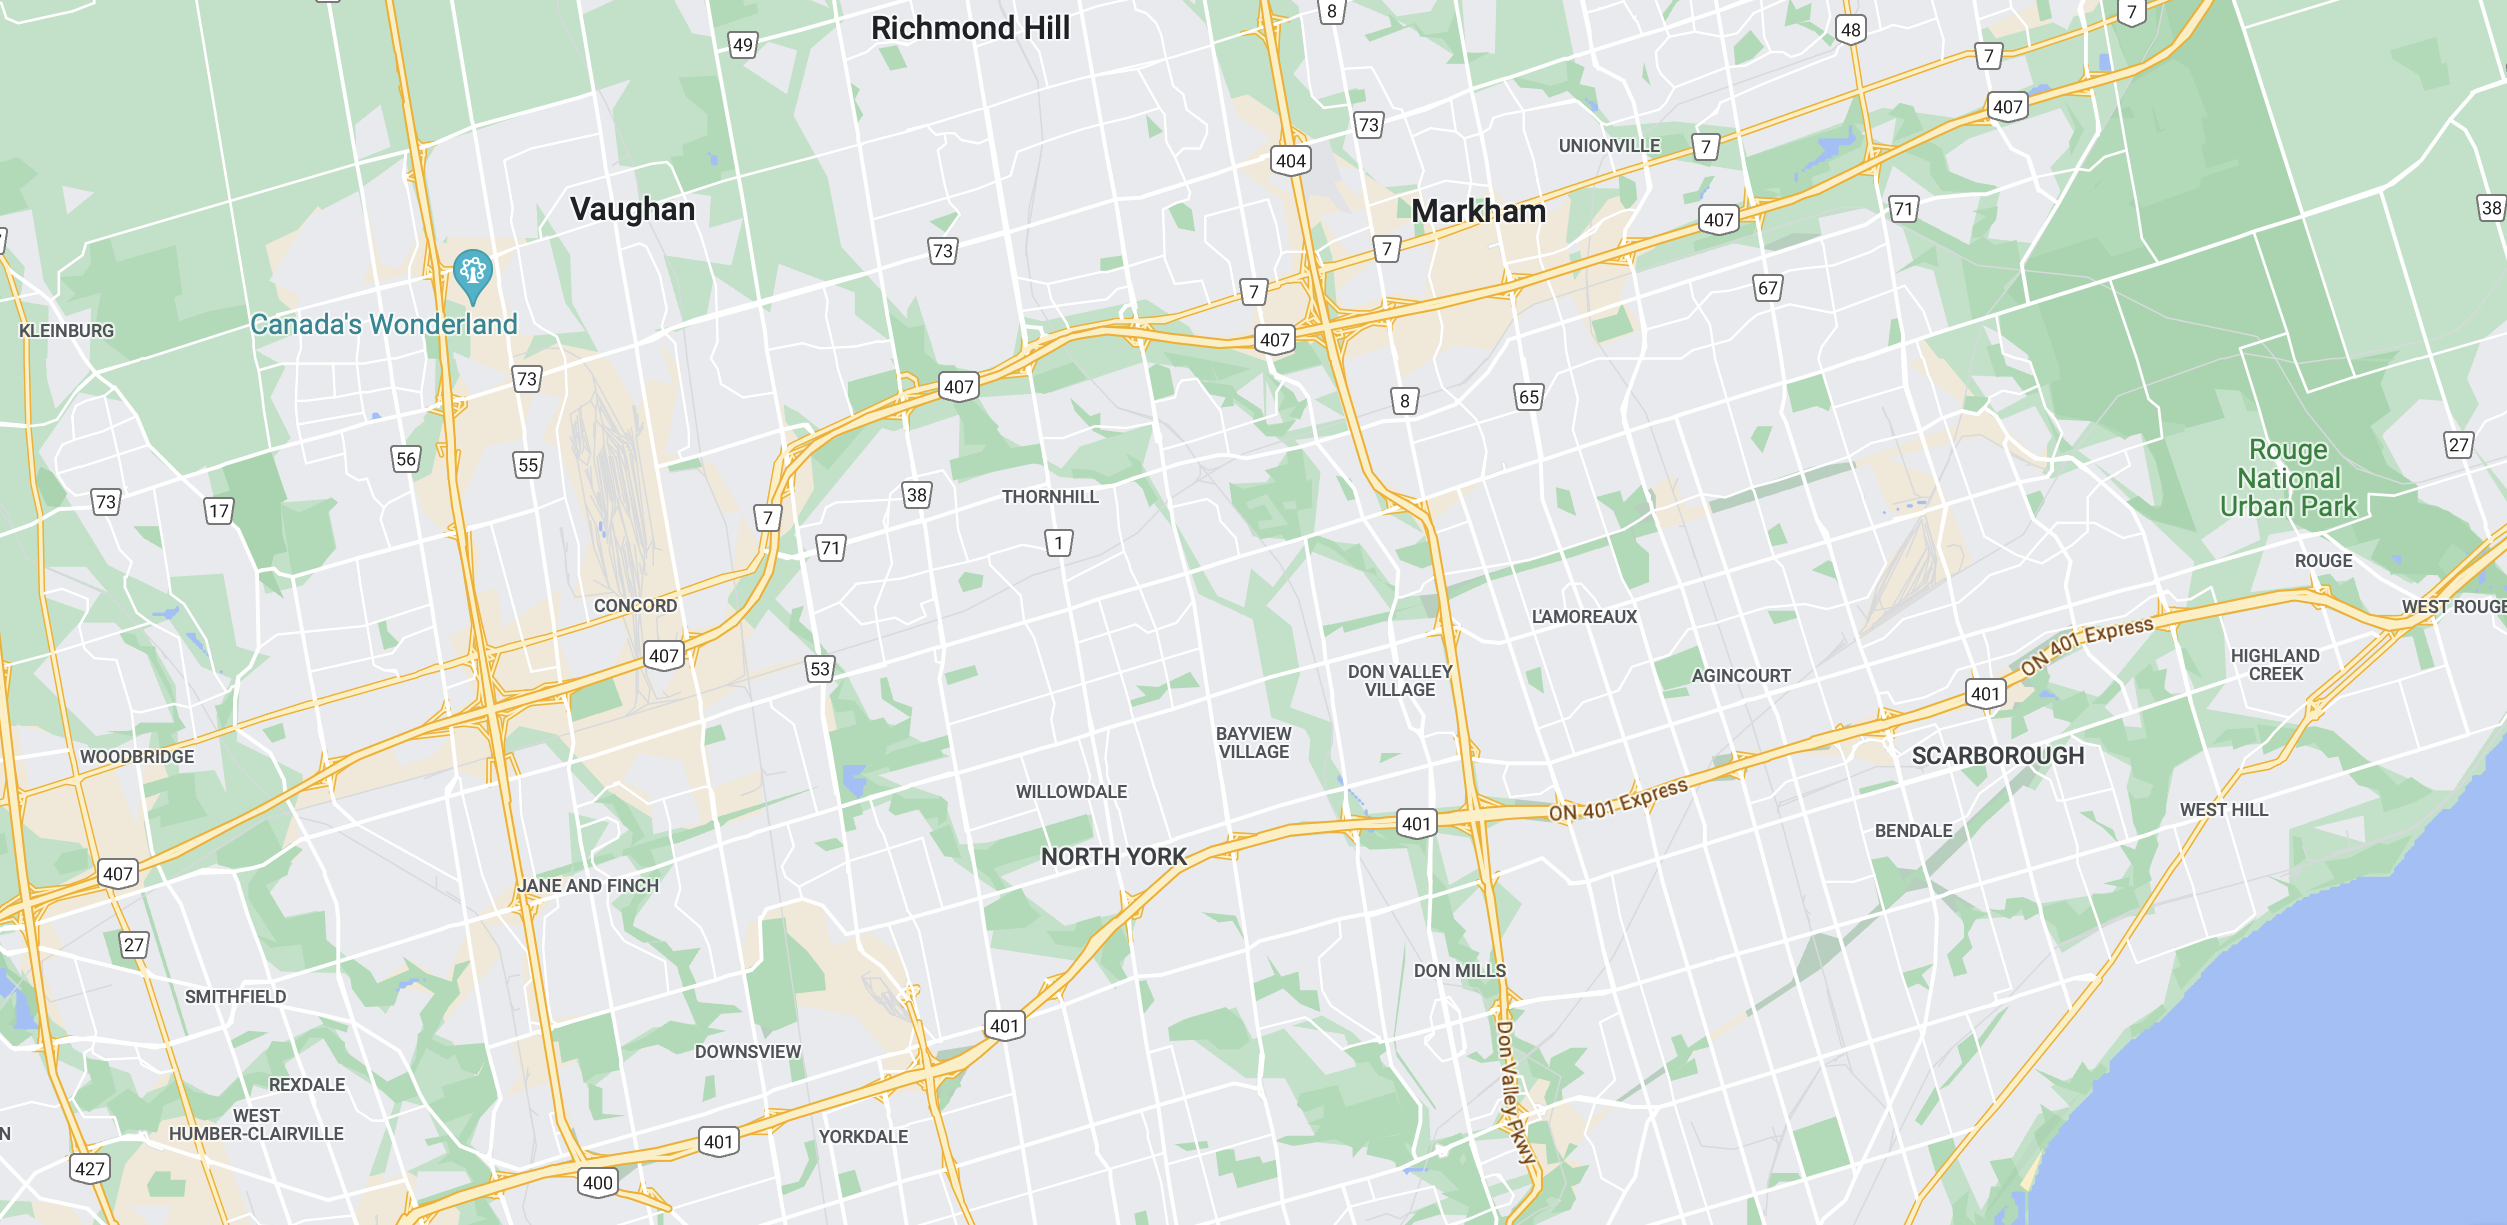 8
7
Richmond Hill
48
49
7
407
73
UNIONVILLE
7
404
Vaughan
Markham
71
38
407
73
7
Canada's Wonderland
7
67
KLEINBURG
407
73
407
8
65
Rouge
National
Urban Park
27
56
55
73
17
38
THORNHILL
7
71
1
ROUGE
WEST ROUGE
CONCORD
L'AMOREAUX
ON 401 Express
407
53
DON VALLEY
VILLAGE
AGINCOURT
HIGHLAND
CREEK
401
WOODBRIDGE
BAYVIEW
VILLAGE
SCARBOROUGH
WILLOWDALE
ON 401 Express
WEST HILL
401
BENDALE
NORTH YORK
407
JANE AND FINCH
27
DON MILLS
SMITHFIELD
401
DOWNSVIEW
Don Valley Pkwy
REXDALE
WEST
HUMBER-CLAIRVILLE
N
YORKDALE
401
427
400